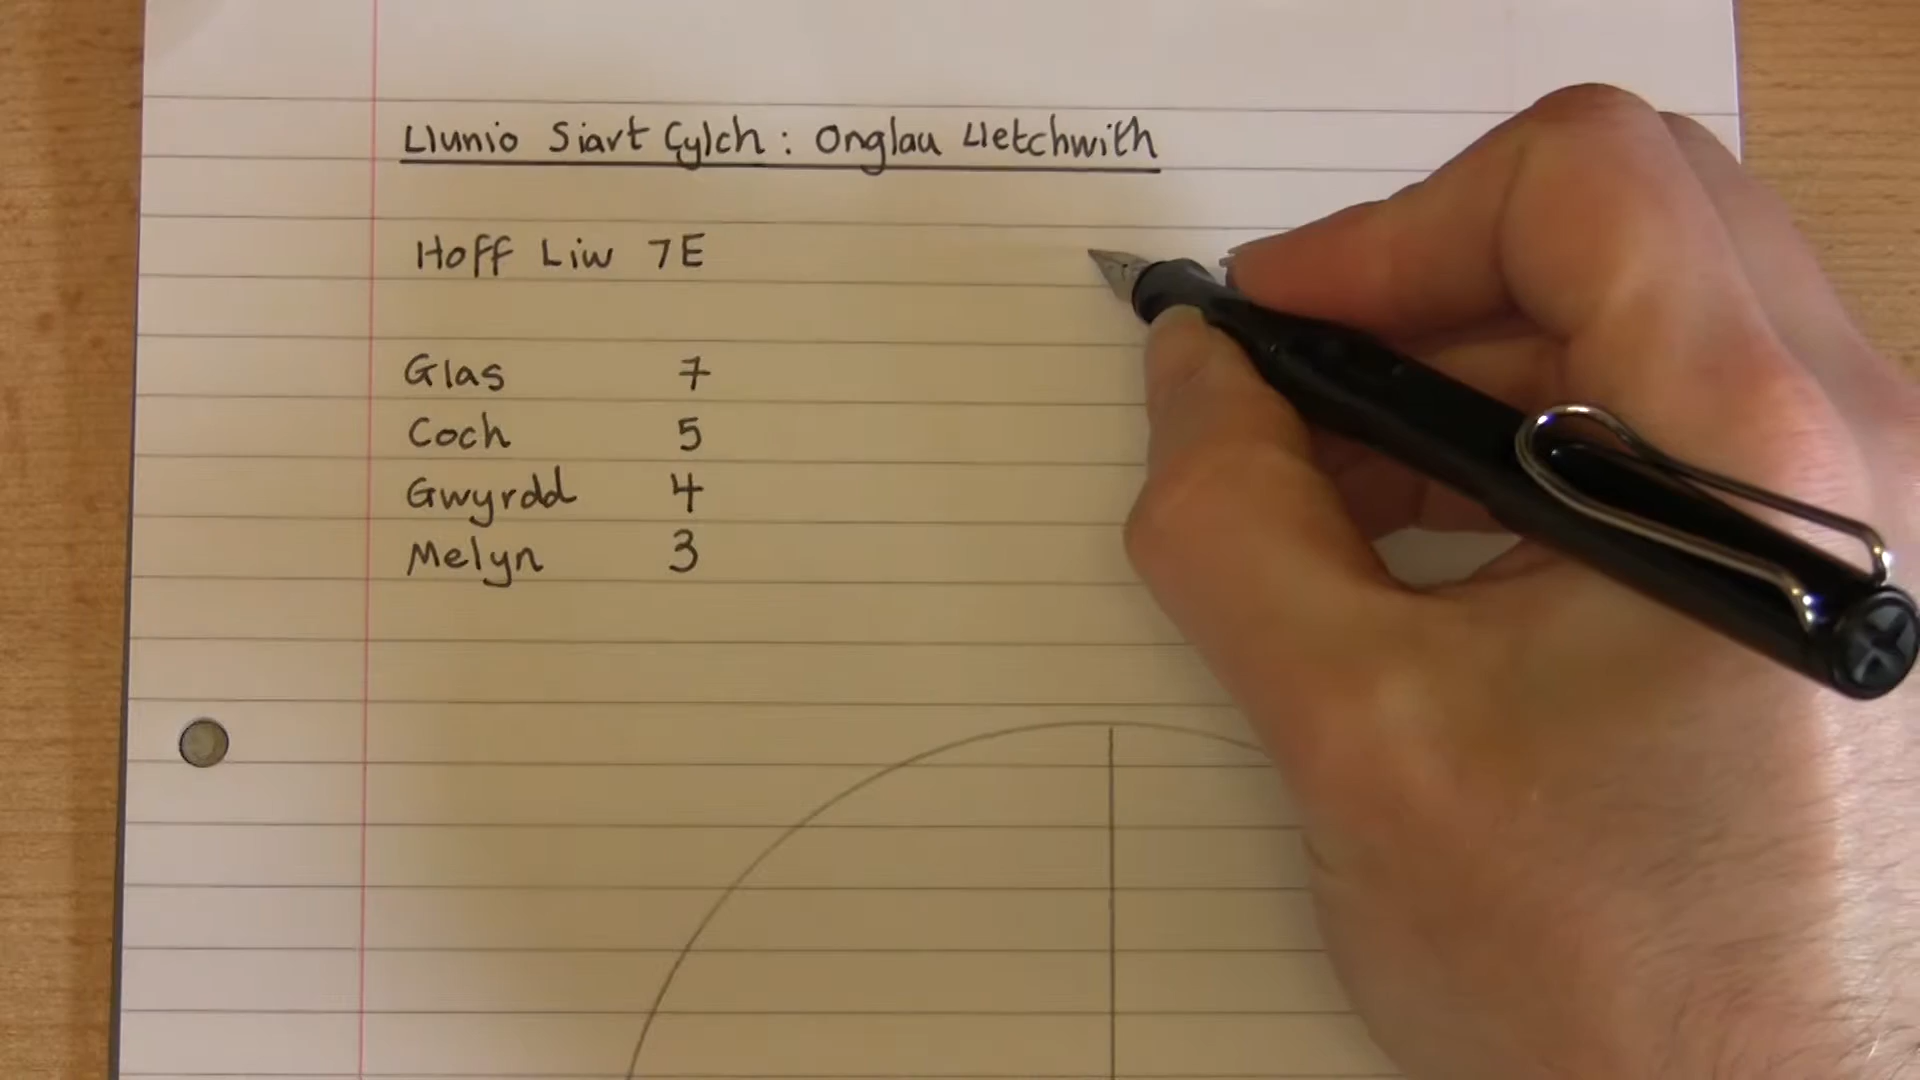 Llunio Siart Cylch : Onglau Lletchwith
Hoff Liw 7E
Glas 7
Coch 5
Gwyrdd 4
Melyn 3